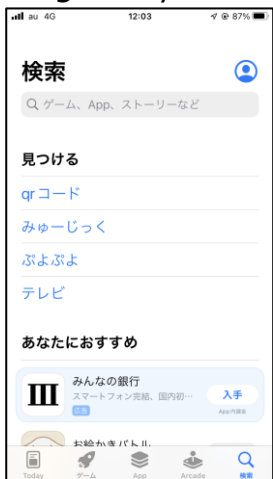 au 4G 12:03 87%
検索
ゲーム、App、ストーリーなど
見つける
qrコード
みゅーじっく
ぷよぷよ
テレビ
あなたにおすすめ
みんなの銀行
スマートフォン完結、国内初…
広告
入手
App内課金
お絵かきバトル
Today ゲーム App Arcade 検索